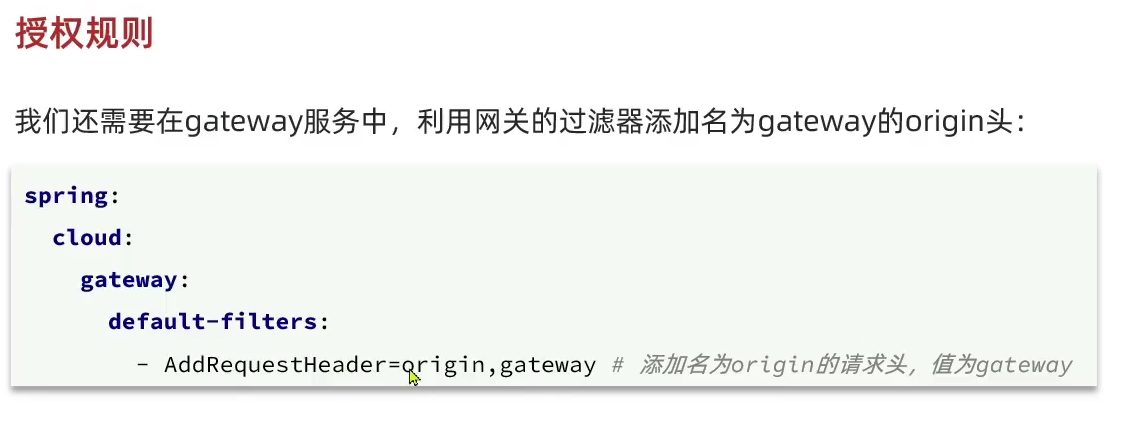 授权规则
我们还需要在gateway服务中，利用网关的过滤器添加名为gateway的origin头：
spring:
  cloud:
    gateway:
      default-filters:
        - AddRequestHeader=origin,gateway # 添加名为origin的请求头，值为gateway